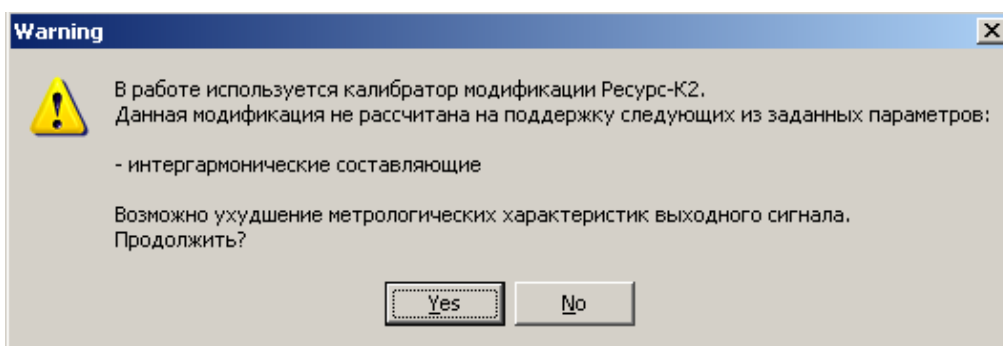 Warning
В работе используется калибратор модификации Ресурс-К2.
Данная модификация не рассчитана на поддержку следующих из заданных параметров:
- интергармонические составляющие
Возможно ухудшение метрологических характеристик выходного сигнала.
Продолжить?
Yes No